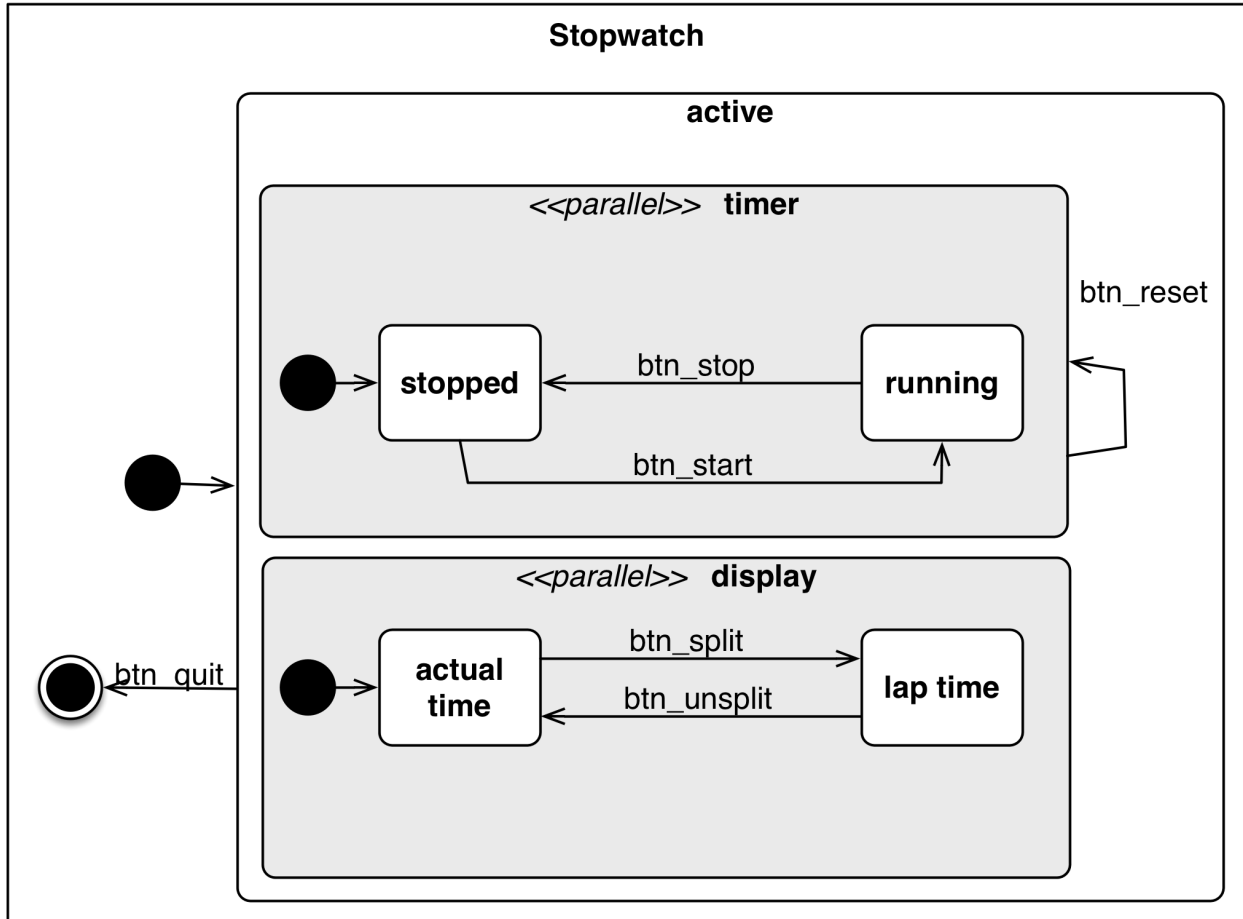 Stopwatch
active
<<parallel>> timer
btn_reset
btn_stop
stopped
running
btn_start
<<parallel>> display
btn_split
actual
time
lap time
btn_unsplit
btn_quit